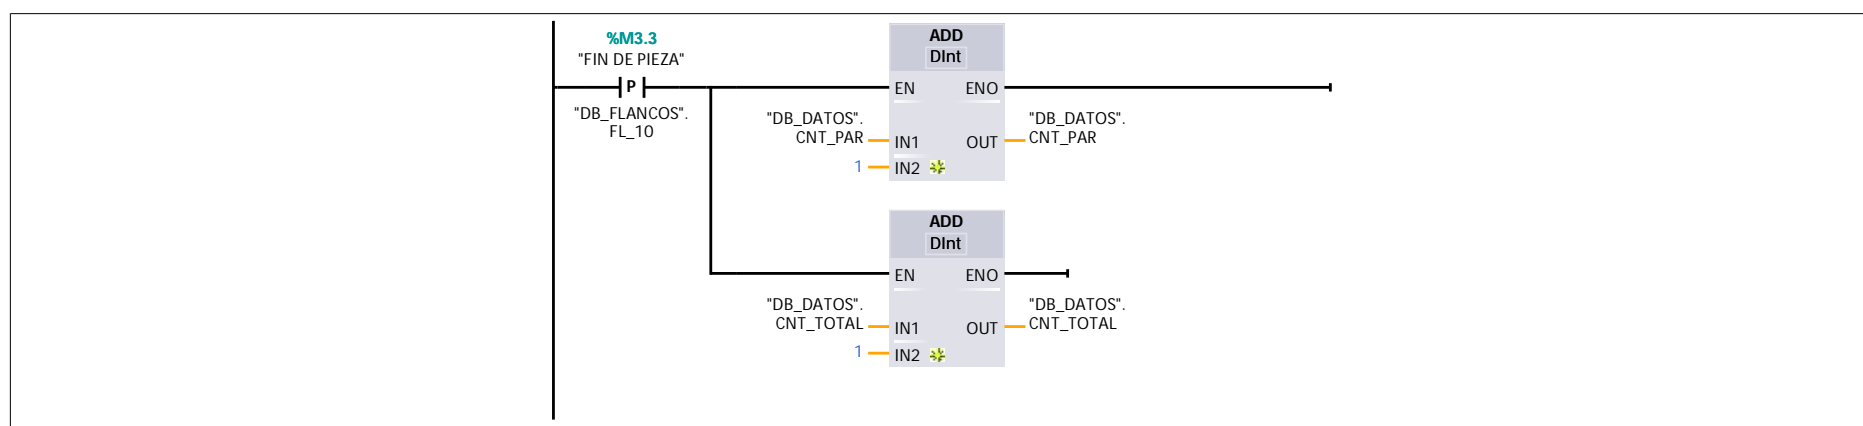 %M3.3
"FIN DE PIEZA"
P
"DB_FLANCOS".
FL_10
ADD
DInt
EN
ENO
"DB_DATOS".
CNT_PAR
IN1
OUT
"DB_DATOS".
CNT_PAR
1
IN2
ADD
DInt
EN
ENO
"DB_DATOS".
CNT_TOTAL
IN1
OUT
"DB_DATOS".
CNT_TOTAL
1
IN2